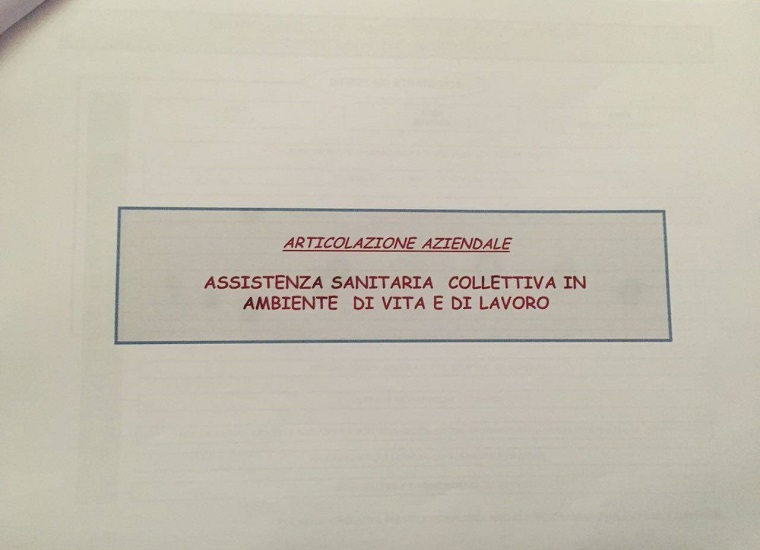 ARTICOLAZIONE AZIENDALE
ASSISTENZA SANITARIA COLLETTIVA IN
AMBIENTE DI VITA E DI LAVORO